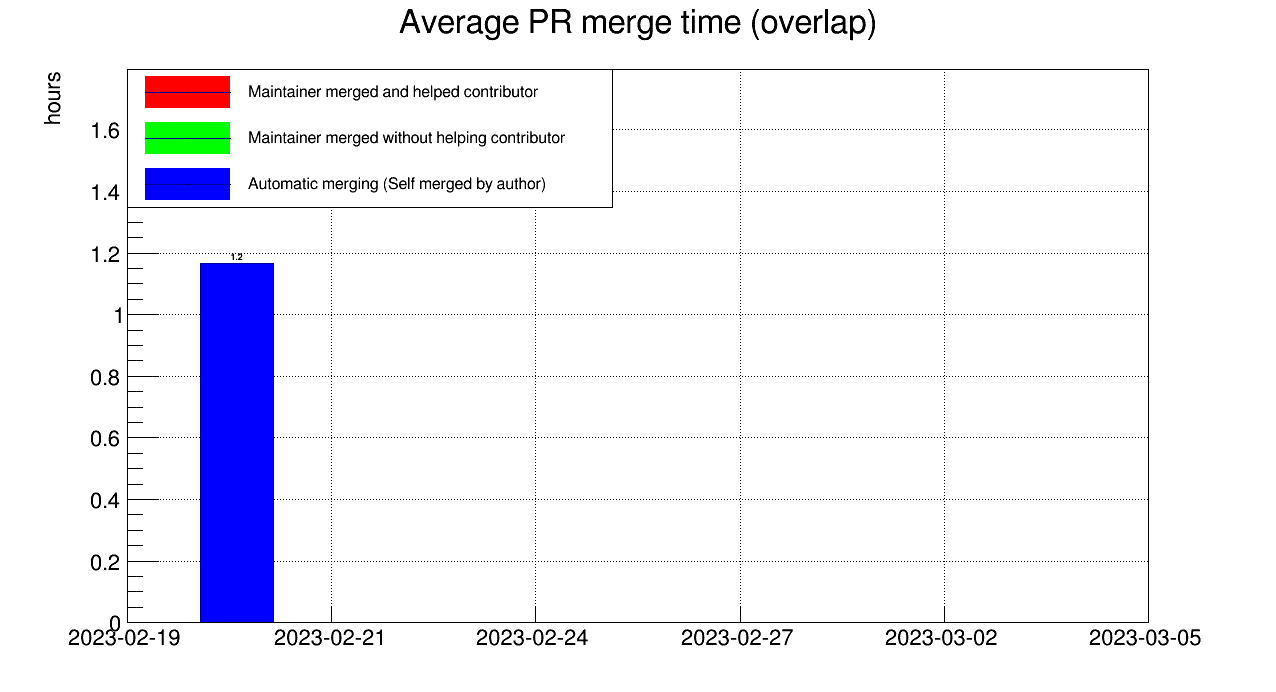 Average PR merge time (overlap)
hours
Maintainer merged and helped contributor
Maintainer merged without helping contributor
Automatic merging (Self merged by author)
1.6
1.4
1.2
1
0.8
0.6
0.4
0.2
0
1.2
2023-02-19 2023-02-21 2023-02-24 2023-02-27 2023-03-02 2023-03-05